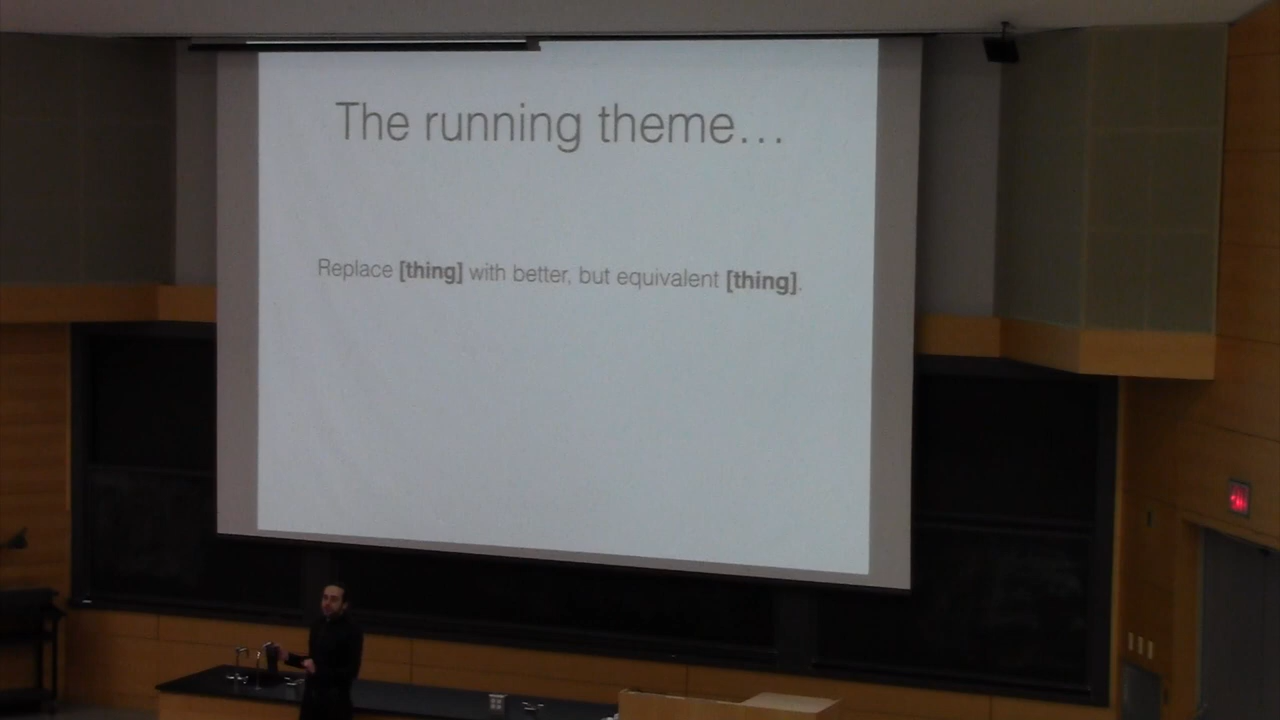 The running theme...
Replace [thing] with better, but equivalent [thing].